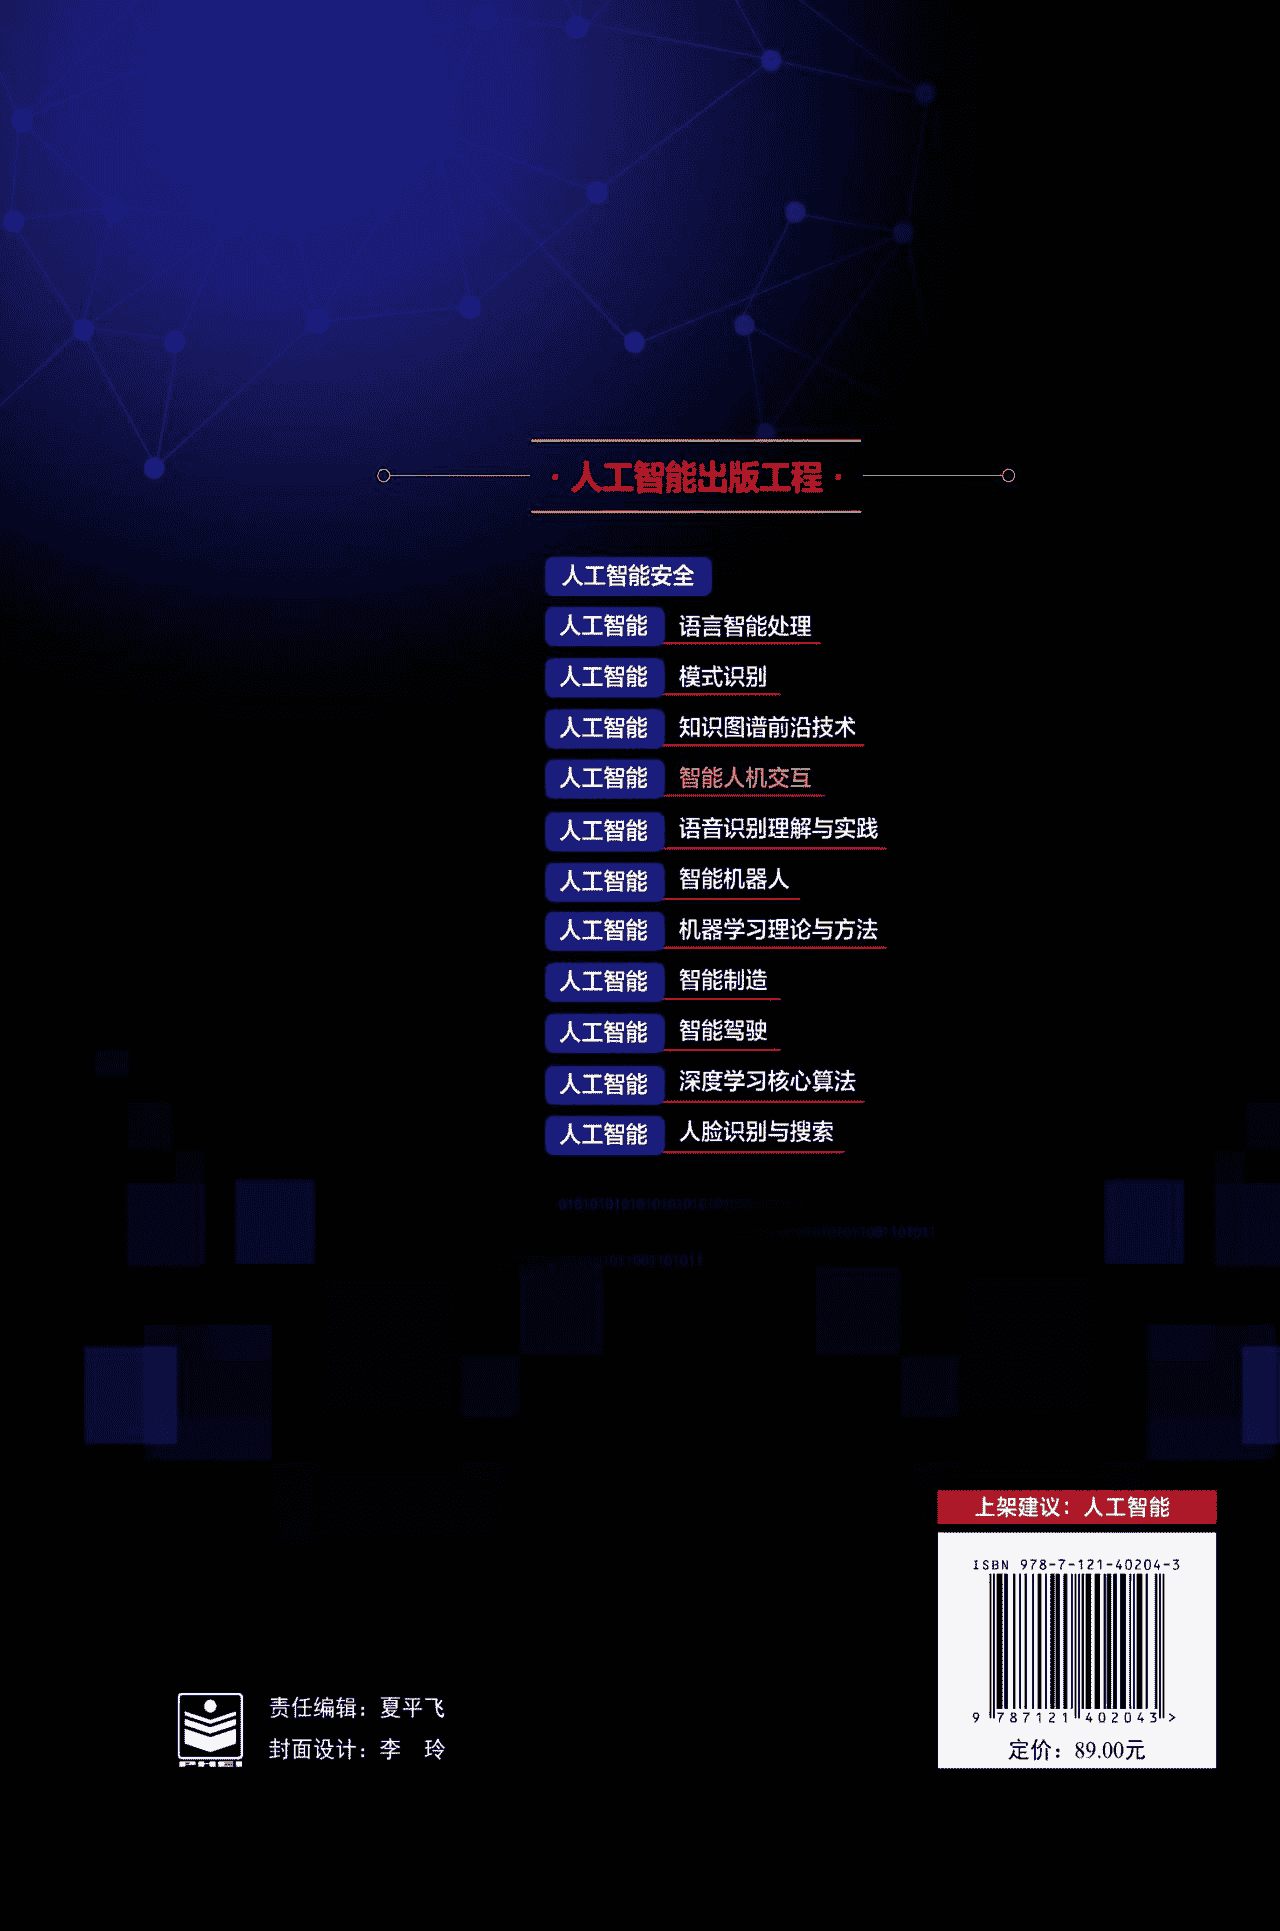 · 人工智能出版工程 ·
人工智能安全
人工智能 语言智能处理
人工智能 模式识别
人工智能 知识图谱前沿技术
人工智能 智能人机交互
人工智能 语音识别理解与实践
人工智能 智能机器人
人工智能 机器学习理论与方法
人工智能 智能制造
人工智能 智能驾驶
人工智能 深度学习核心算法
人工智能 人脸识别与搜索
上架建议：人工智能
ISBN 978-7-121-40204-3
9 787121 402043 >
定价：89.00元
责任编辑：夏平飞
封面设计：李 玲